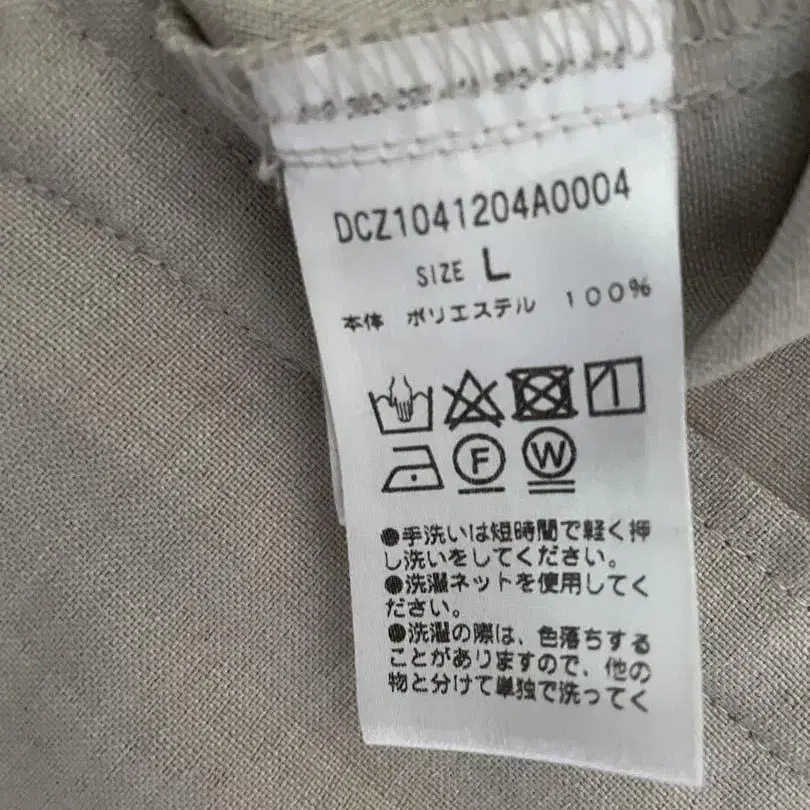 DCZ1041204A0004
SIZE L
本体 ポリエステル 100%
F W
●手洗いは短時間で軽く押
し洗いをしてください。
●洗濯ネットを使用してく
ださい。
●洗濯の際は、色落ちする
ことがありますので、他の
物と分けて単独で洗ってく